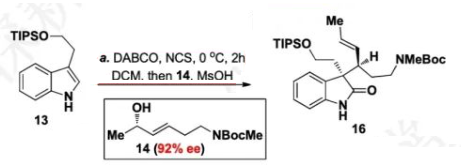 TIPSO
N
H
13
a. DABCO, NCS, 0 °C, 2h
DCM. then 14. MsOH
OH
Me
NBocMe
14 (92% ee)
Me
TIPSO
H
NMeBoc
O
N
H
16